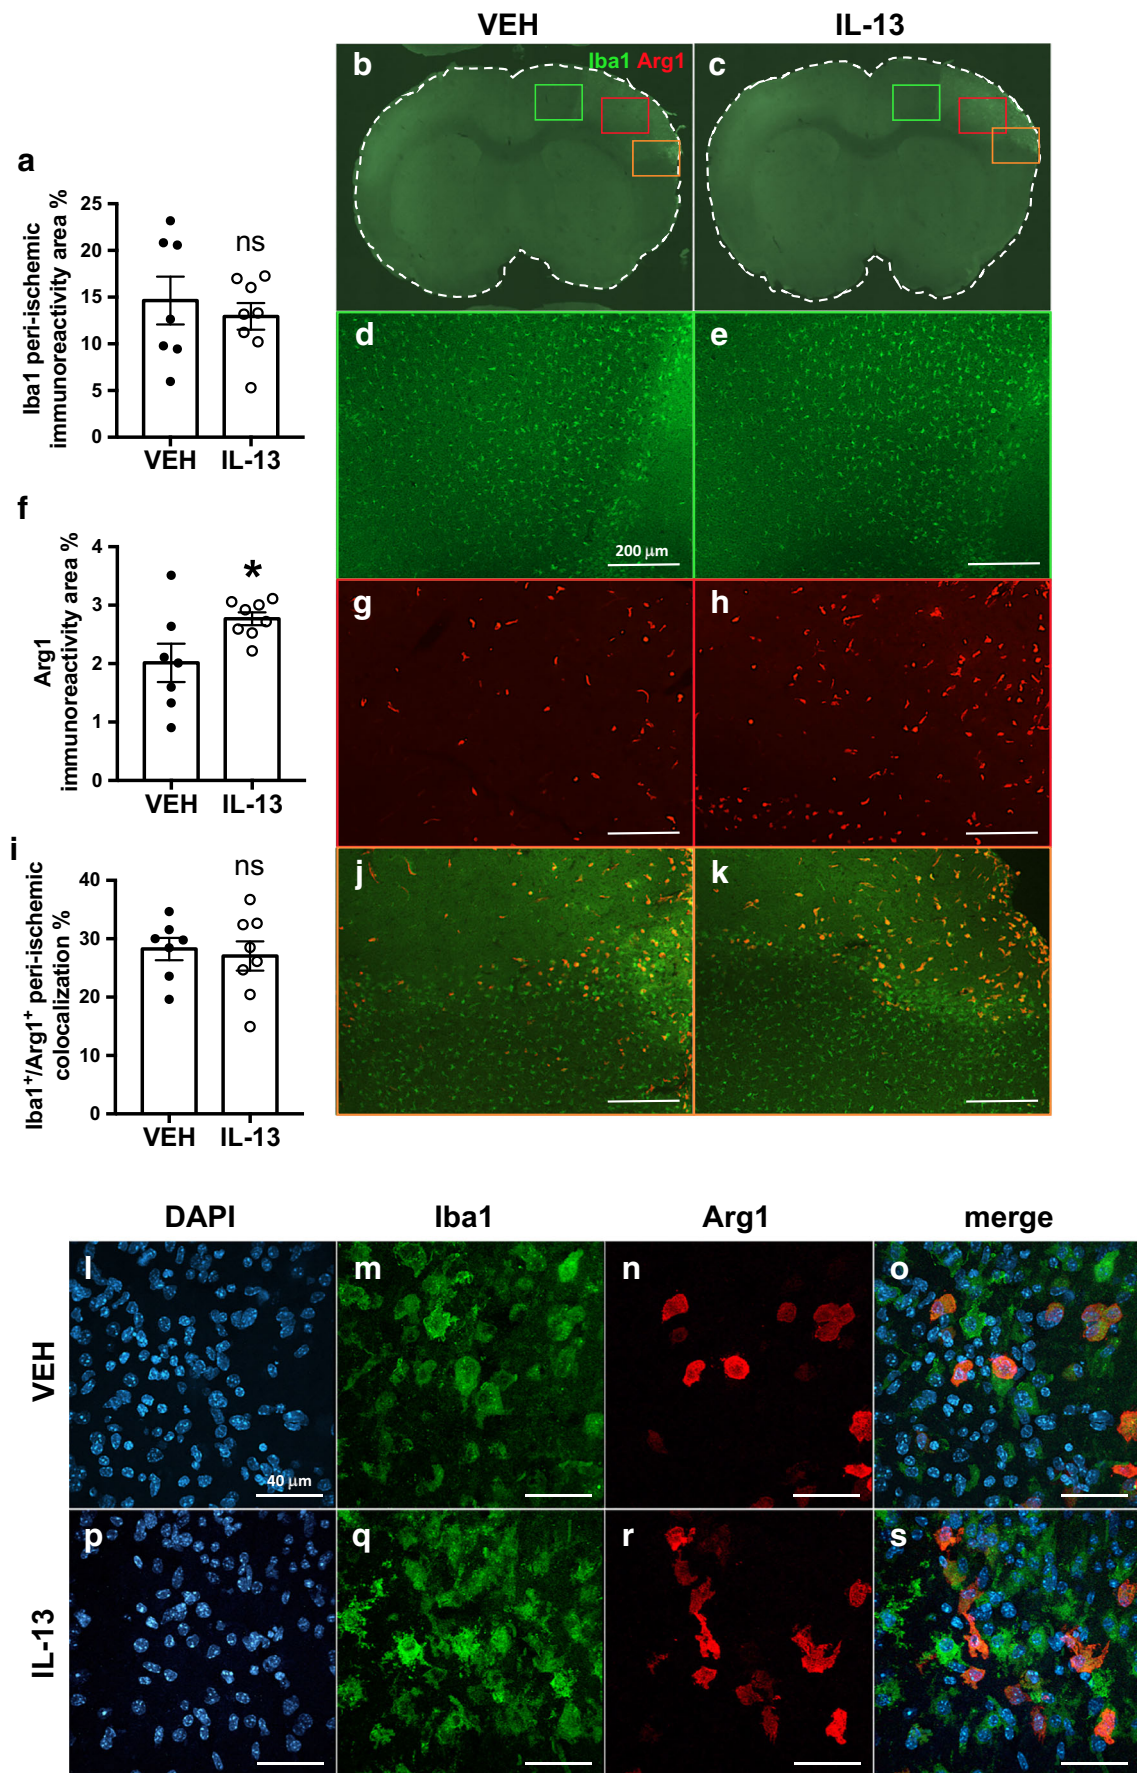 VEH IL-13
b Iba1 Arg1 c
a
Iba1 peri-ischemic
immunoreactivity area %
25
20
15
10
5
0
ns
VEH IL-13
d e
200 µm
f
Arg1
immunoreactivity area %
4
3
2
1
0
*
VEH IL-13
g h
i
Iba1⁺/Arg1⁺ peri-ischemic
colocalization %
40
30
20
10
0
ns
VEH IL-13
j k
DAPI Iba1 Arg1 merge
VEH
l m n o
40 µm
IL-13
p q r s